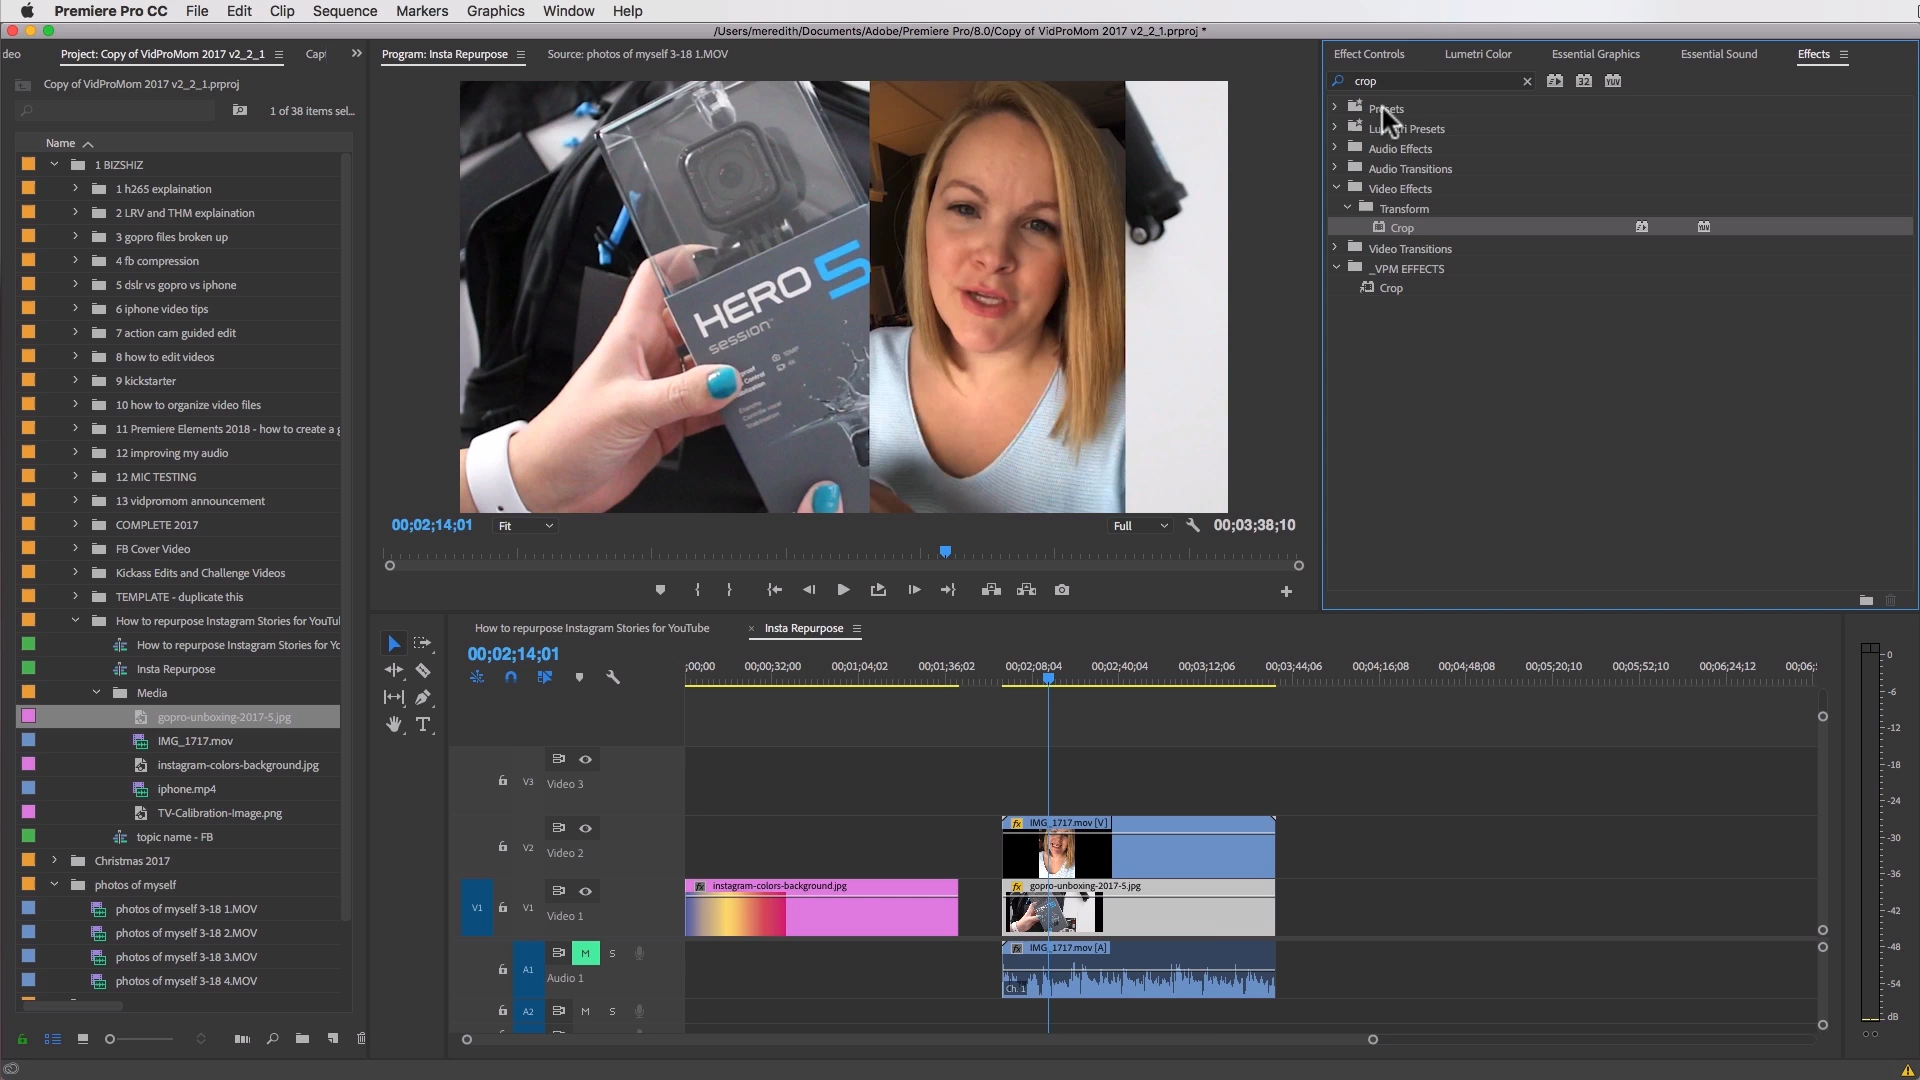 Premiere Pro CC File Edit Clip Sequence Markers Graphics Window Help
/Users/meredith/Documents/Adobe/Premiere Pro/8.0/Copy of VidProMom 2017 v2_2_1.prproj *
deo Project: Copy of VidProMom 2017 v2_2_1 Cap
Copy of VidProMom 2017 v2_2_1.prproj
1 of 38 items sel...
Name
1 BIZSHIZ
1 h265 explaination
2 LRV and THM explaination
3 gopro files broken up
4 fb compression
5 dslr vs gopro vs iphone
6 iphone video tips
7 action cam guided edit
8 how to edit videos
9 kickstarter
10 how to organize video files
11 Premiere Elements 2018 - how to create a g
12 improving my audio
12 MIC TESTING
13 vidpromom announcement
COMPLETE 2017
FB Cover Video
Kickass Edits and Challenge Videos
TEMPLATE - duplicate this
How to repurpose Instagram Stories for YouTu
How to repurpose Instagram Stories for Yo
Insta Repurpose
Media
gopro-unboxing-2017-5.jpg
IMG_1717.mov
instagram-colors-background.jpg
iphone.mp4
TV-Calibration-Image.png
topic name - FB
Christmas 2017
photos of myself
photos of myself 3-18 1.MOV
photos of myself 3-18 2.MOV
photos of myself 3-18 3.MOV
photos of myself 3-18 4.MOV
Program: Insta Repurpose Source: photos of myself 3-18 1.MOV
HERO 5
session
00;02;14;01 Fit Full 00;03;38;10
Effect Controls Lumetri Color Essential Graphics Essential Sound Effects
crop 32 YUV
Presets
Lumetri Presets
Audio Effects
Audio Transitions
Video Effects
Transform
Crop
Video Transitions
_VPM EFFECTS
Crop
How to repurpose Instagram Stories for YouTube × Insta Repurpose
00;02;14;01
;00;00 00;00;32;00 00;01;04;02 00;01;36;02 00;02;08;04 00;02;40;04 00;03;12;06 00;03;44;06 00;04;16;08 00;04;48;08 00;05;20;10 00;05;52;10 00;06;24;12 00;06;
V3 Video 3
V2 Video 2
fx IMG_1717.mov [V]
V1 V1 Video 1
fx instagram-colors-background.jpg
fx gopro-unboxing-2017-5.jpg
A1 M S Audio 1
fx IMG_1717.mov [A]
Ch. 1
A2 M S
0
-6
-12
-18
-24
-30
-36
-42
-48
-54
dB